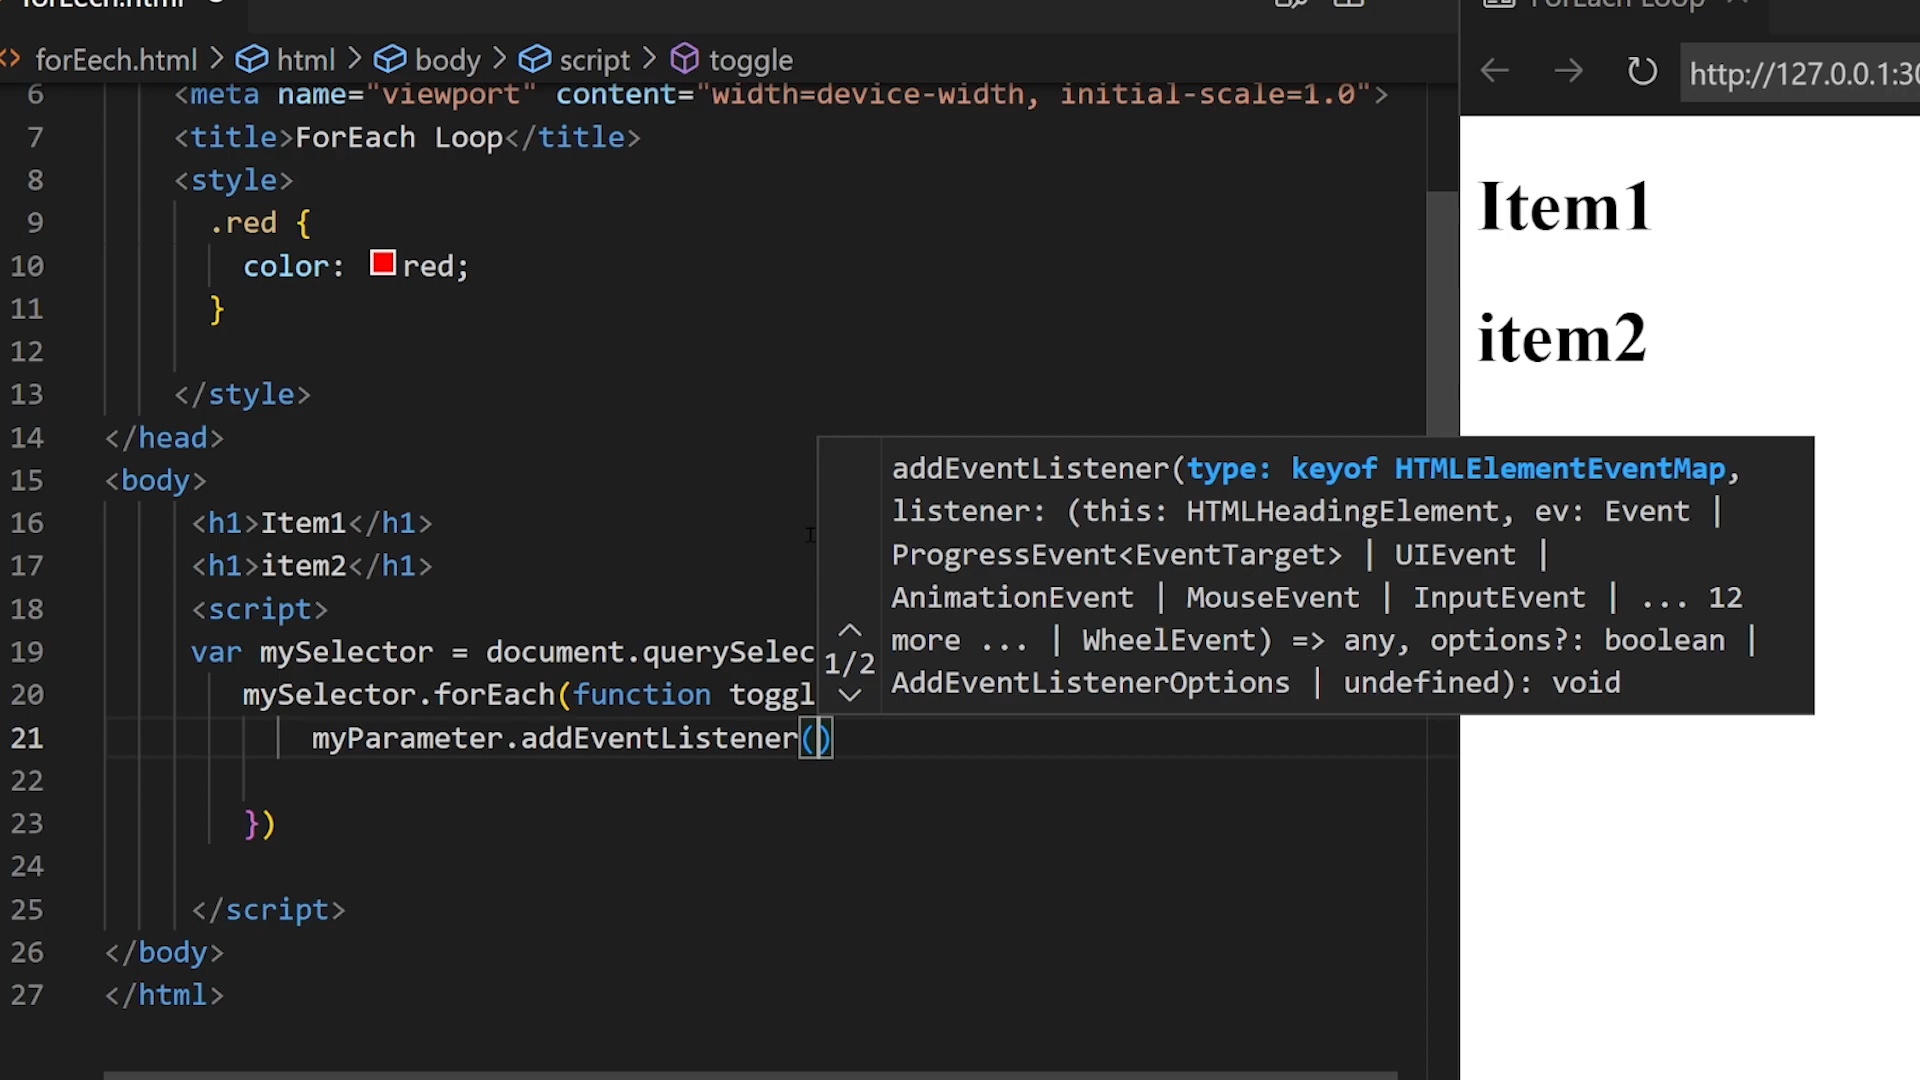 forEech.html
ForEach Loop
forEech.html > html > body > script > toggle
http://127.0.0.1:30
6 <meta name="viewport" content="width=device-width, initial-scale=1.0">
7 <title>ForEach Loop</title>
8 <style>
9 .red {
10 color: red;
11 }
12
13 </style>
14 </head>
15 <body>
16 <h1>Item1</h1>
17 <h1>item2</h1>
18 <script>
19 var mySelector = document.querySelec
20 mySelector.forEach(function toggl
21 myParameter.addEventListener()
22
23 })
24
25 </script>
26 </body>
27 </html>
1/2
addEventListener(type: keyof HTMLElementEventMap,
listener: (this: HTMLHeadingElement, ev: Event |
ProgressEvent<EventTarget> | UIEvent |
AnimationEvent | MouseEvent | InputEvent | ... 12
more ... | WheelEvent) => any, options?: boolean |
AddEventListenerOptions | undefined): void
Item1
item2